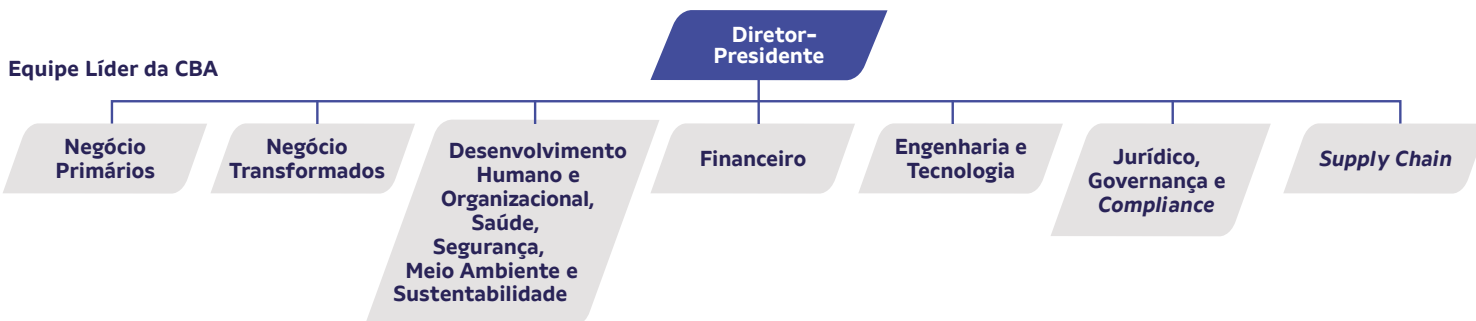 Diretor-
Presidente
Equipe Líder da CBA
Negócio
Primários
Negócio
Transformados
Desenvolvimento
Humano e
Organizacional,
Saúde,
Segurança,
Meio Ambiente e
Sustentabilidade
Financeiro
Engenharia e
Tecnologia
Jurídico,
Governança e
Compliance
Supply Chain